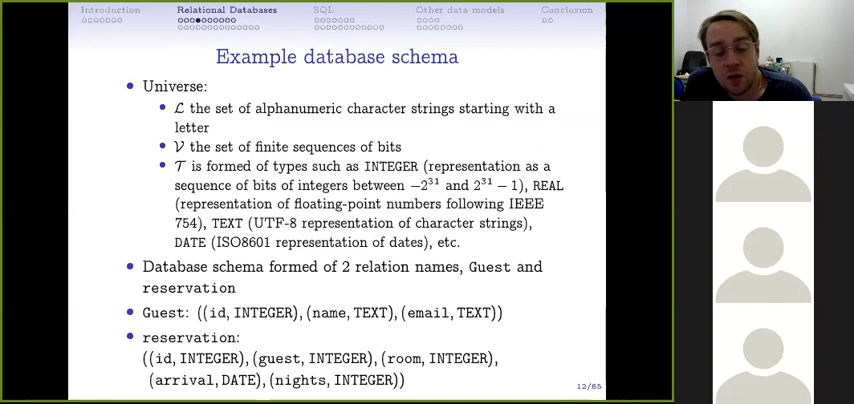 Introduction
Relational Databases
SQL
Other data models
Conclusion
Example database schema
Universe:
ℒ the set of alphanumeric character strings starting with a
letter
𝒱 the set of finite sequences of bits
𝒯 is formed of types such as INTEGER (representation as a
sequence of bits of integers between −2³¹ and 2³¹ − 1), REAL
(representation of floating-point numbers following IEEE
754), TEXT (UTF-8 representation of character strings),
DATE (ISO8601 representation of dates), etc.
Database schema formed of 2 relation names, Guest and
reservation
Guest: ((id, INTEGER), (name, TEXT), (email, TEXT))
reservation:
((id, INTEGER), (guest, INTEGER), (room, INTEGER),
(arrival, DATE), (nights, INTEGER))
12/65